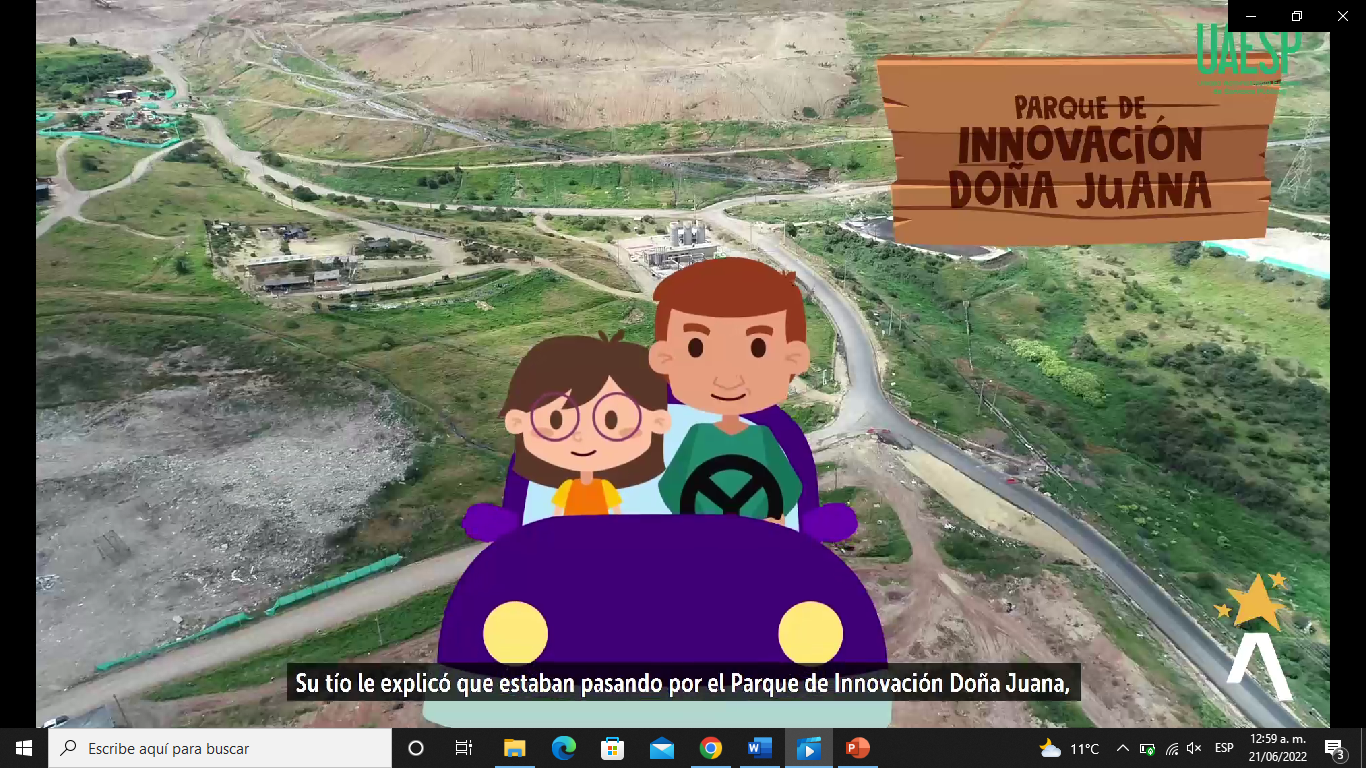 UAESP
PARQUE DE
INNOVACIÓN
DOÑA JUANA
Su tío le explicó que estaban pasando por el Parque de Innovación Doña Juana,
Escribe aquí para buscar
11°C
ESP
12:59 a. m.
21/06/2022
3